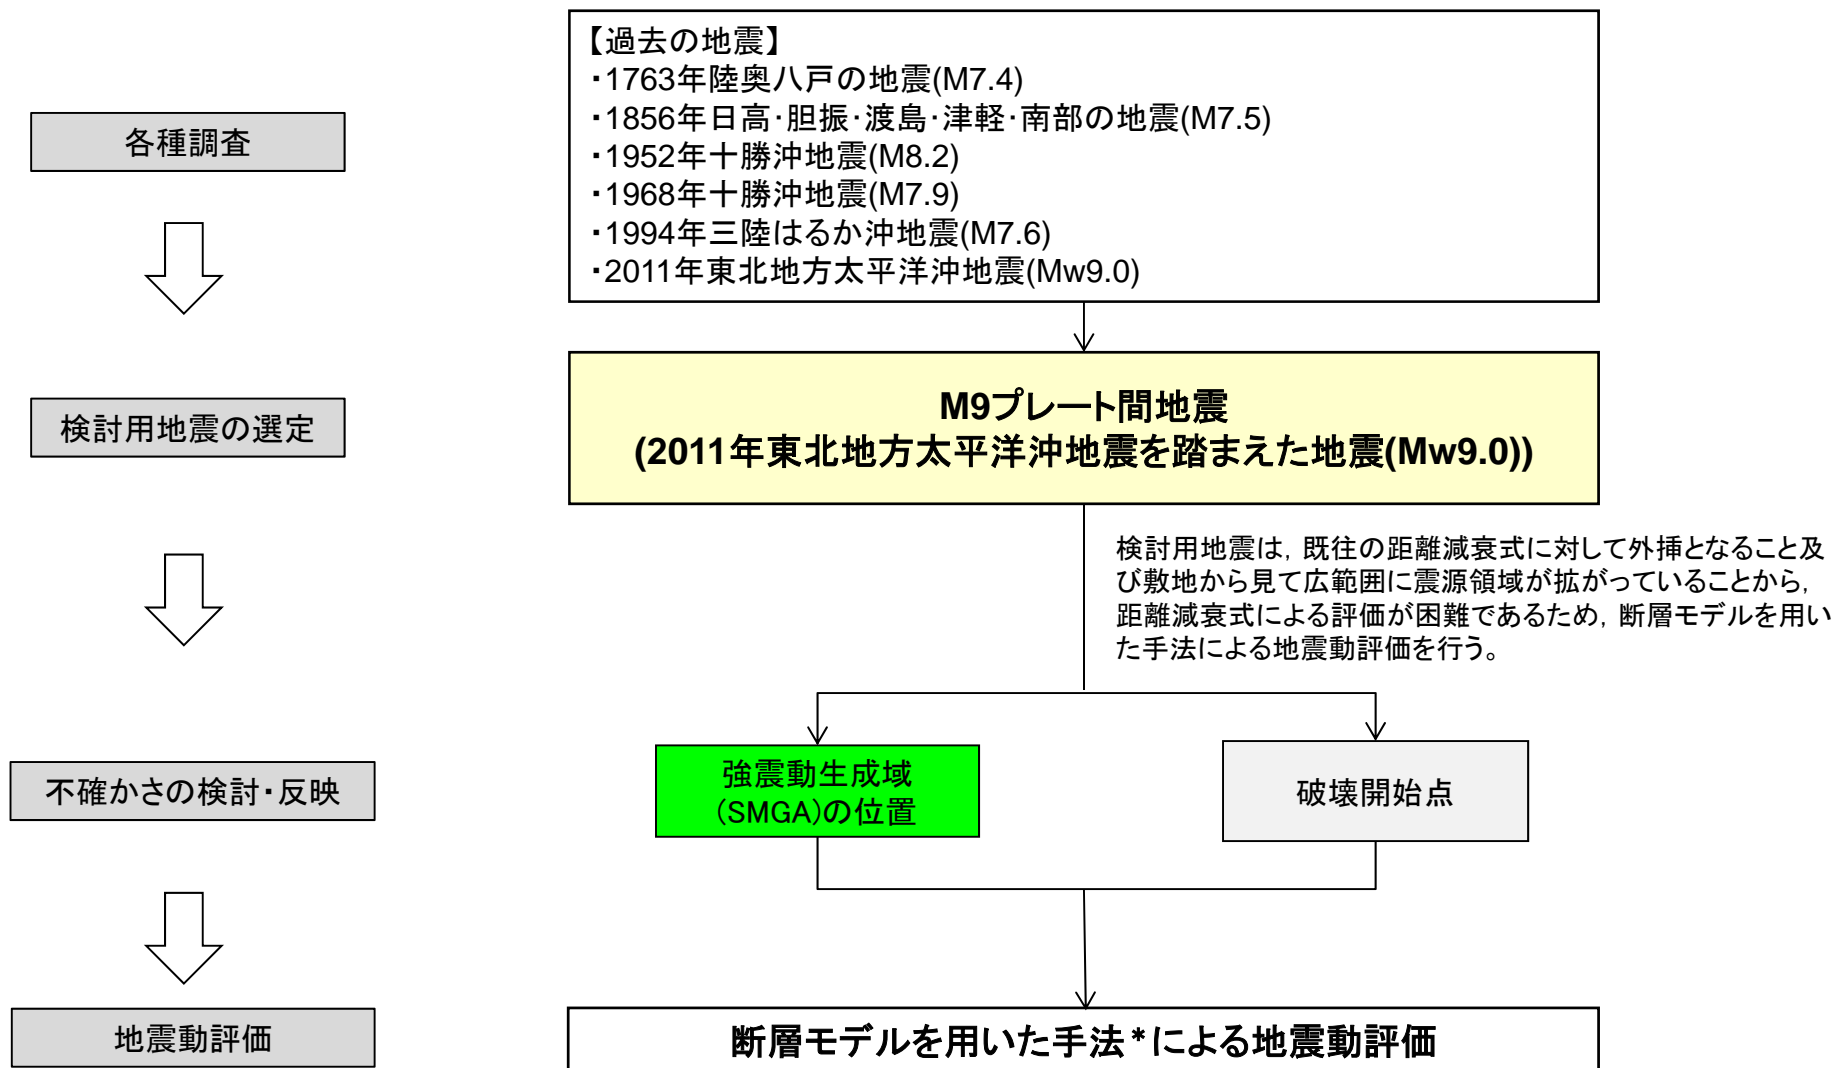 【過去の地震】
・1763年陸奥八戸の地震(M7.4)
・1856年日高・胆振・渡島・津軽・南部の地震(M7.5)
・1952年十勝沖地震(M8.2)
・1968年十勝沖地震(M7.9)
・1994年三陸はるか沖地震(M7.6)
・2011年東北地方太平洋沖地震(Mw9.0)
各種調査
検討用地震の選定
M9プレート間地震
(2011年東北地方太平洋沖地震を踏まえた地震(Mw9.0))
検討用地震は，既往の距離減衰式に対して外挿となること及
び敷地から見て広範囲に震源領域が拡がっていることから，
距離減衰式による評価が困難であるため，断層モデルを用い
た手法による地震動評価を行う。
不確かさの検討・反映
強震動生成域
(SMGA)の位置
破壊開始点
地震動評価
断層モデルを用いた手法*による地震動評価